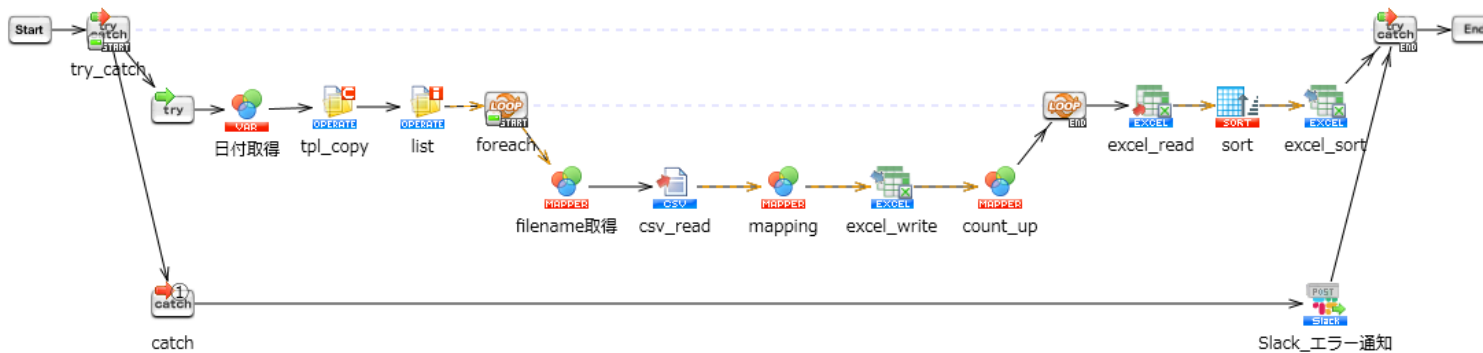 Start
try catch
START
try_catch
try catch
END
End
try
VAR
日付取得
C
OPERATE
tpl_copy
i
OPERATE
list
LOOP
START
foreach
LOOP
END
EXCEL
excel_read
SORT
sort
EXCEL
excel_sort
MAPPER
filename取得
CSV
csv_read
MAPPER
mapping
EXCEL
excel_write
MAPPER
count_up
1
catch
catch
POST
Slack
Slack_エラー通知